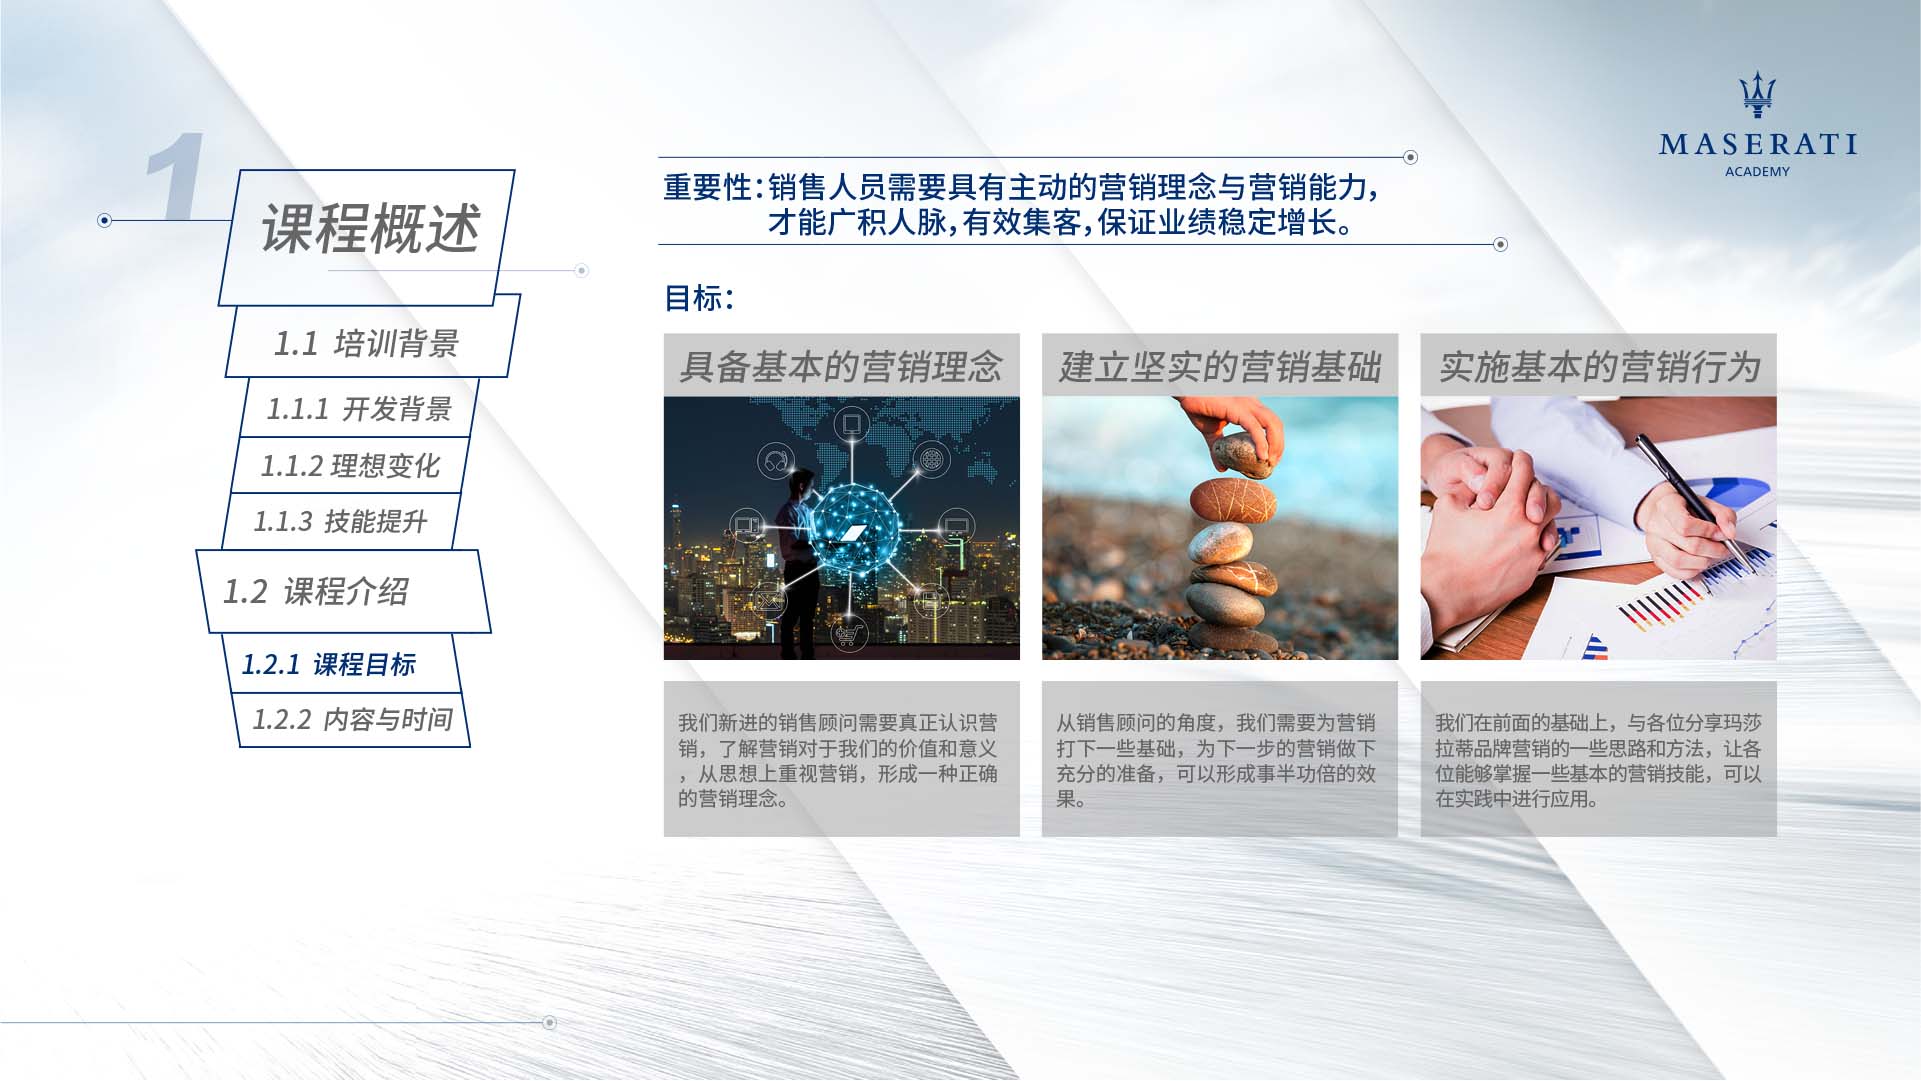 MASERATI
ACADEMY
1
课程概述
1.1 培训背景
1.1.1 开发背景
1.1.2 理想变化
1.1.3 技能提升
1.2 课程介绍
1.2.1 课程目标
1.2.2 内容与时间
重要性：销售人员需要具有主动的营销理念与营销能力，
才能广积人脉，有效集客，保证业绩稳定增长。
目标：
具备基本的营销理念
我们新进的销售顾问需要真正认识营
销，了解营销对于我们的价值和意义
，从思想上重视营销，形成一种正确
的营销理念。
建立坚实的营销基础
从销售顾问的角度，我们需要为营销
打下一些基础，为下一步的营销做下
充分的准备，可以形成事半功倍的效
果。
实施基本的营销行为
我们在前面的基础上，与各位分享玛莎
拉蒂品牌营销的一些思路和方法，让各
位能够掌握一些基本的营销技能，可以
在实践中进行应用。